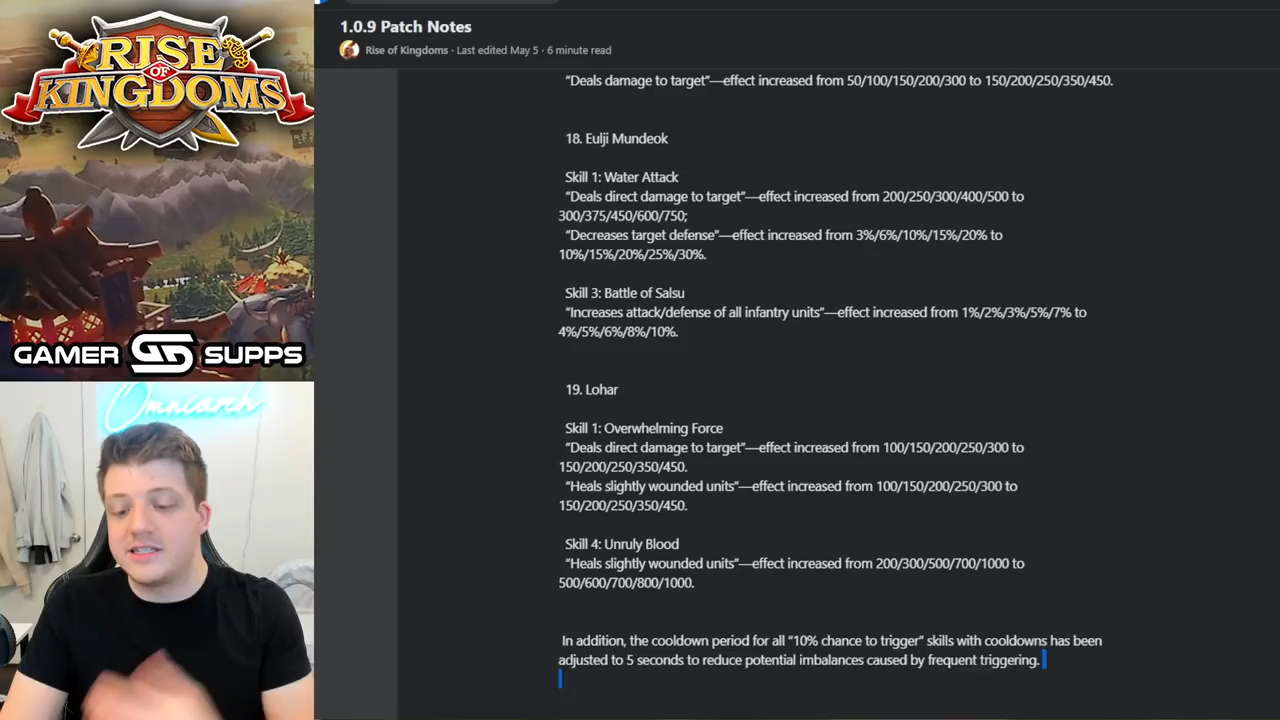 RISE
OF
KINGDOMS
GAMER GS SUPPS
Omniarch
1.0.9 Patch Notes
Rise of Kingdoms · Last edited May 5 · 6 minute read
“Deals damage to target”—effect increased from 50/100/150/200/300 to 150/200/250/350/450.
18. Eulji Mundeok
Skill 1: Water Attack
“Deals direct damage to target”—effect increased from 200/250/300/400/500 to
300/375/450/600/750;
“Decreases target defense”—effect increased from 3%/6%/10%/15%/20% to
10%/15%/20%/25%/30%.
Skill 3: Battle of Salsu
“Increases attack/defense of all infantry units”—effect increased from 1%/2%/3%/5%/7% to
4%/5%/6%/8%/10%.
19. Lohar
Skill 1: Overwhelming Force
“Deals direct damage to target”—effect increased from 100/150/200/250/300 to
150/200/250/350/450.
“Heals slightly wounded units”—effect increased from 100/150/200/250/300 to
150/200/250/350/450.
Skill 4: Unruly Blood
“Heals slightly wounded units”—effect increased from 200/300/500/700/1000 to
500/600/700/800/1000.
In addition, the cooldown period for all “10% chance to trigger” skills with cooldowns has been
adjusted to 5 seconds to reduce potential imbalances caused by frequent triggering.